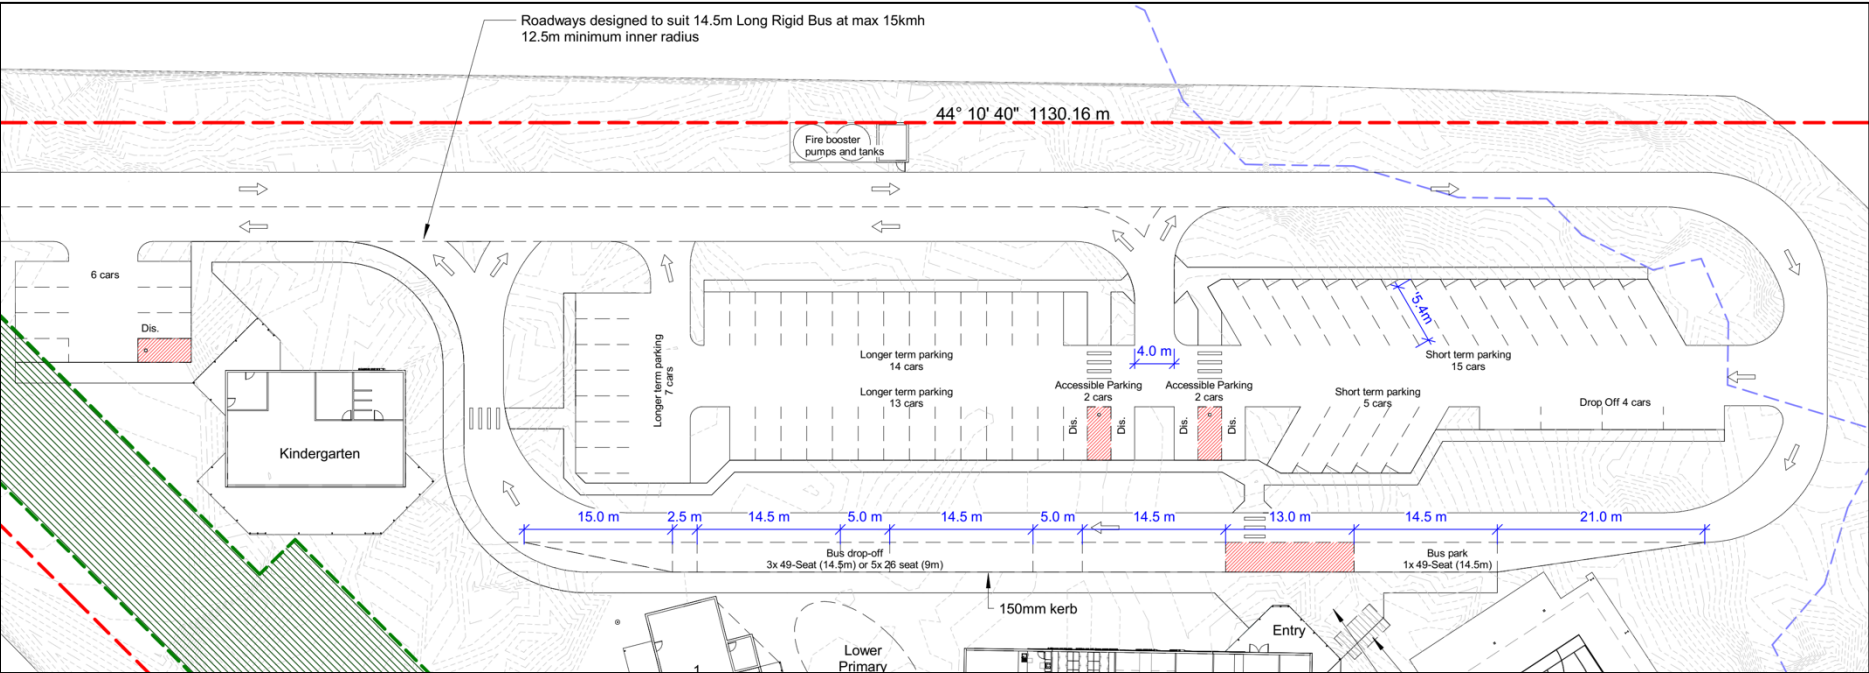 Roadways designed to suit 14.5m Long Rigid Bus at max 15kmh
12.5m minimum inner radius
44° 10' 40" 1130.16 m
Fire booster
pumps and tanks
6 cars
Dis.
Kindergarten
Longer term parking
7 cars
Longer term parking
14 cars
Longer term parking
13 cars
4.0 m
Accessible Parking
2 cars
Accessible Parking
2 cars
Dis.
Dis.
Dis.
Dis.
5.4m
Short term parking
15 cars
Short term parking
5 cars
Drop Off 4 cars
15.0 m
2.5 m
14.5 m
5.0 m
14.5 m
5.0 m
14.5 m
13.0 m
14.5 m
21.0 m
Bus drop-off
3x 49-Seat (14.5m) or 5x 26 seat (9m)
Bus park
1x 49-Seat (14.5m)
150mm kerb
Entry
1
Lower
Primary